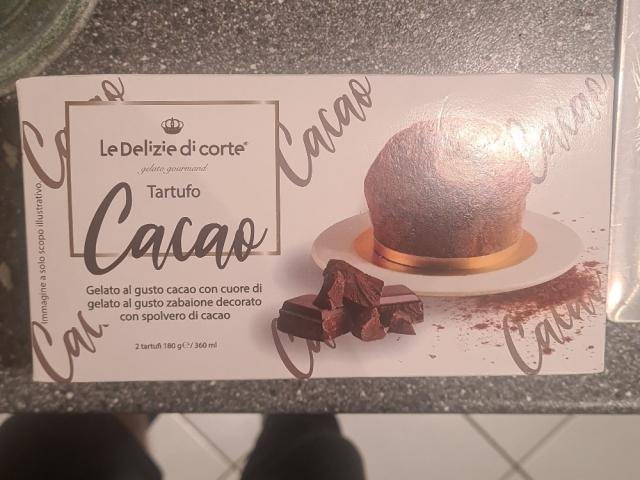 Le Delizie di corte®
gelato gourmand
Tartufo
Cacao
Gelato al gusto cacao con cuore di
gelato al gusto zabaione decorato
con spolvero di cacao
2 tartufi 180 g ℮ / 360 ml
Immagine a solo scopo illustrativo.
Cacao
Cacao
Cacao
Cac